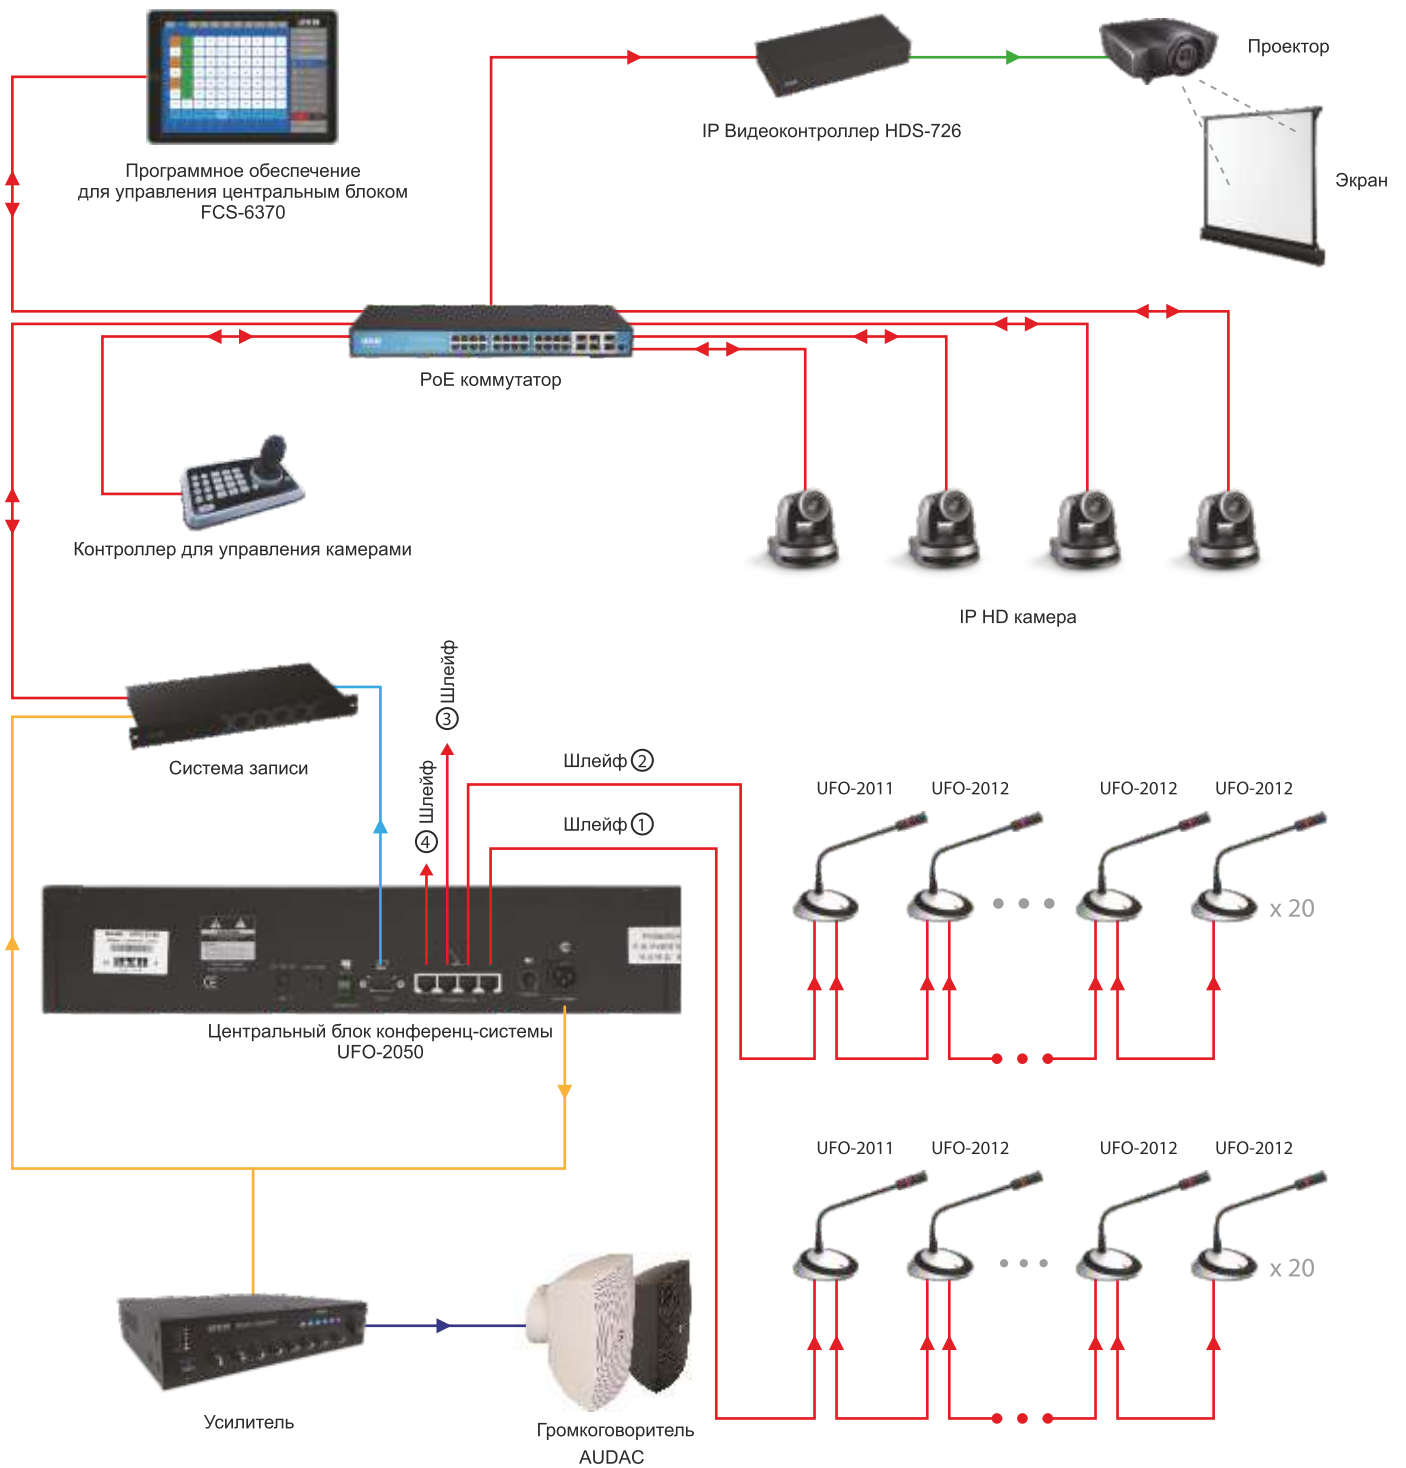 Проектор
IP Видеоконтроллер HDS-726
Экран
Программное обеспечение
для управления центральным блоком
FCS-6370
PoE коммутатор
Контроллер для управления камерами
IP HD камера
Шлейф 3
Шлейф 4
Шлейф 2
Шлейф 1
Система записи
UFO-2011 UFO-2012 UFO-2012 UFO-2012
x 20
Центральный блок конференц-системы
UFO-2050
UFO-2011 UFO-2012 UFO-2012 UFO-2012
x 20
Усилитель
Громкоговоритель
AUDAC